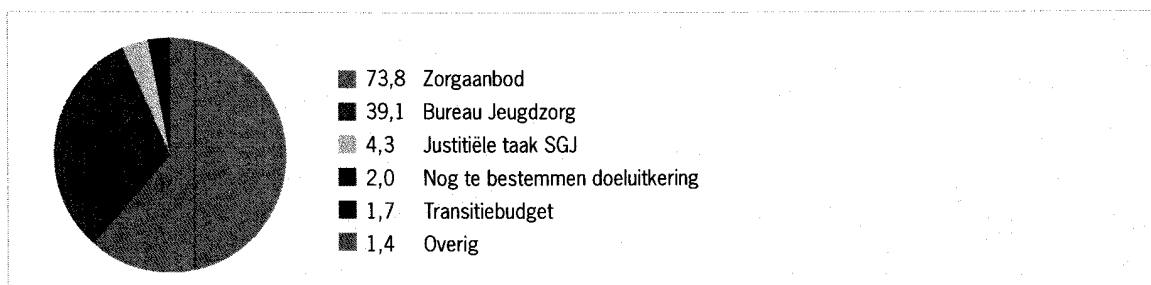 73,8 Zorgaanbod
39,1 Bureau Jeugdzorg
4,3 Justitiële taak SGJ
2,0 Nog te bestemmen doeluitkering
1,7 Transitiebudget
1,4 Overig